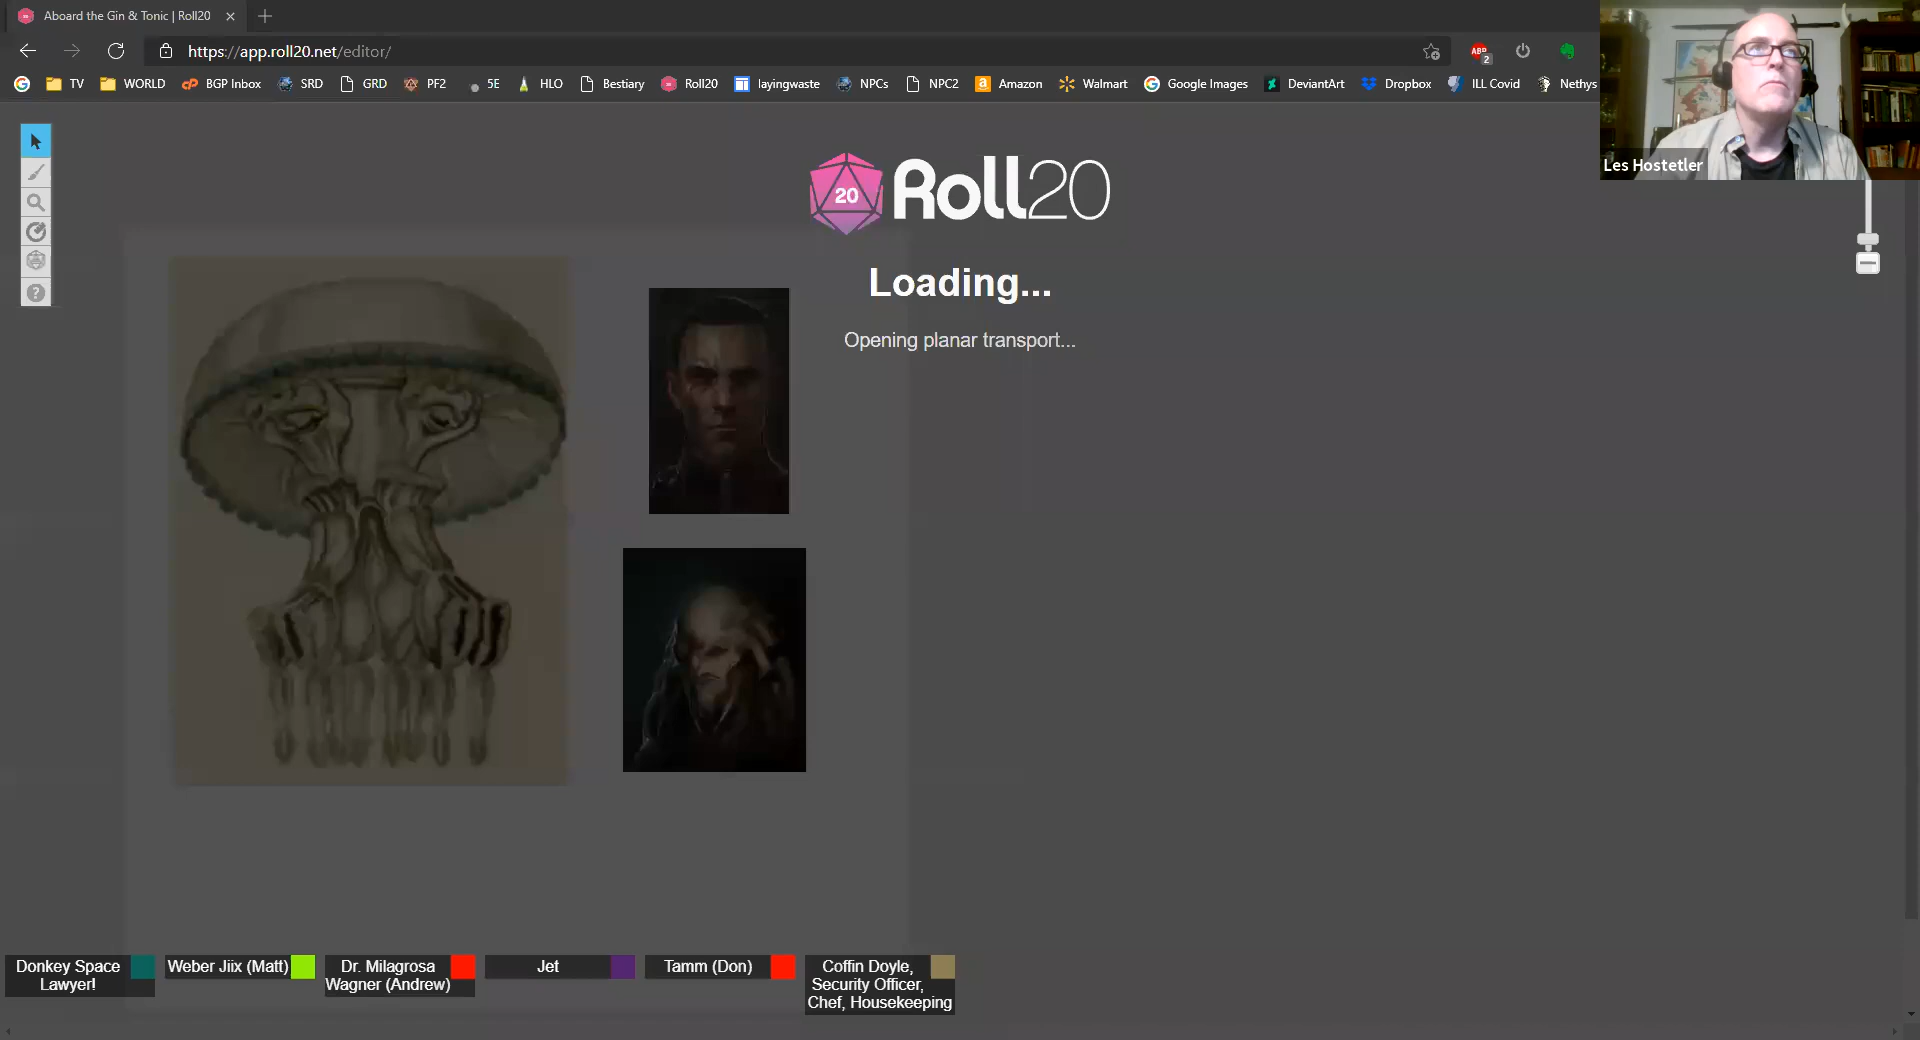 Aboard the Gin & Tonic | Roll20
https://app.roll20.net/editor/
ABP
2
TV
WORLD
BGP Inbox
SRD
GRD
PF2
5E
HLO
Bestiary
Roll20
layingwaste
NPCs
NPC2
Amazon
Walmart
Google Images
DeviantArt
Dropbox
ILL Covid
Nethys
Les Hostetler
20
Roll20
Loading...
Opening planar transport...
Donkey Space
Lawyer!
Weber Jiix (Matt)
Dr. Milagrosa
Wagner (Andrew)
Jet
Tamm (Don)
Coffin Doyle,
Security Officer,
Chef, Housekeeping